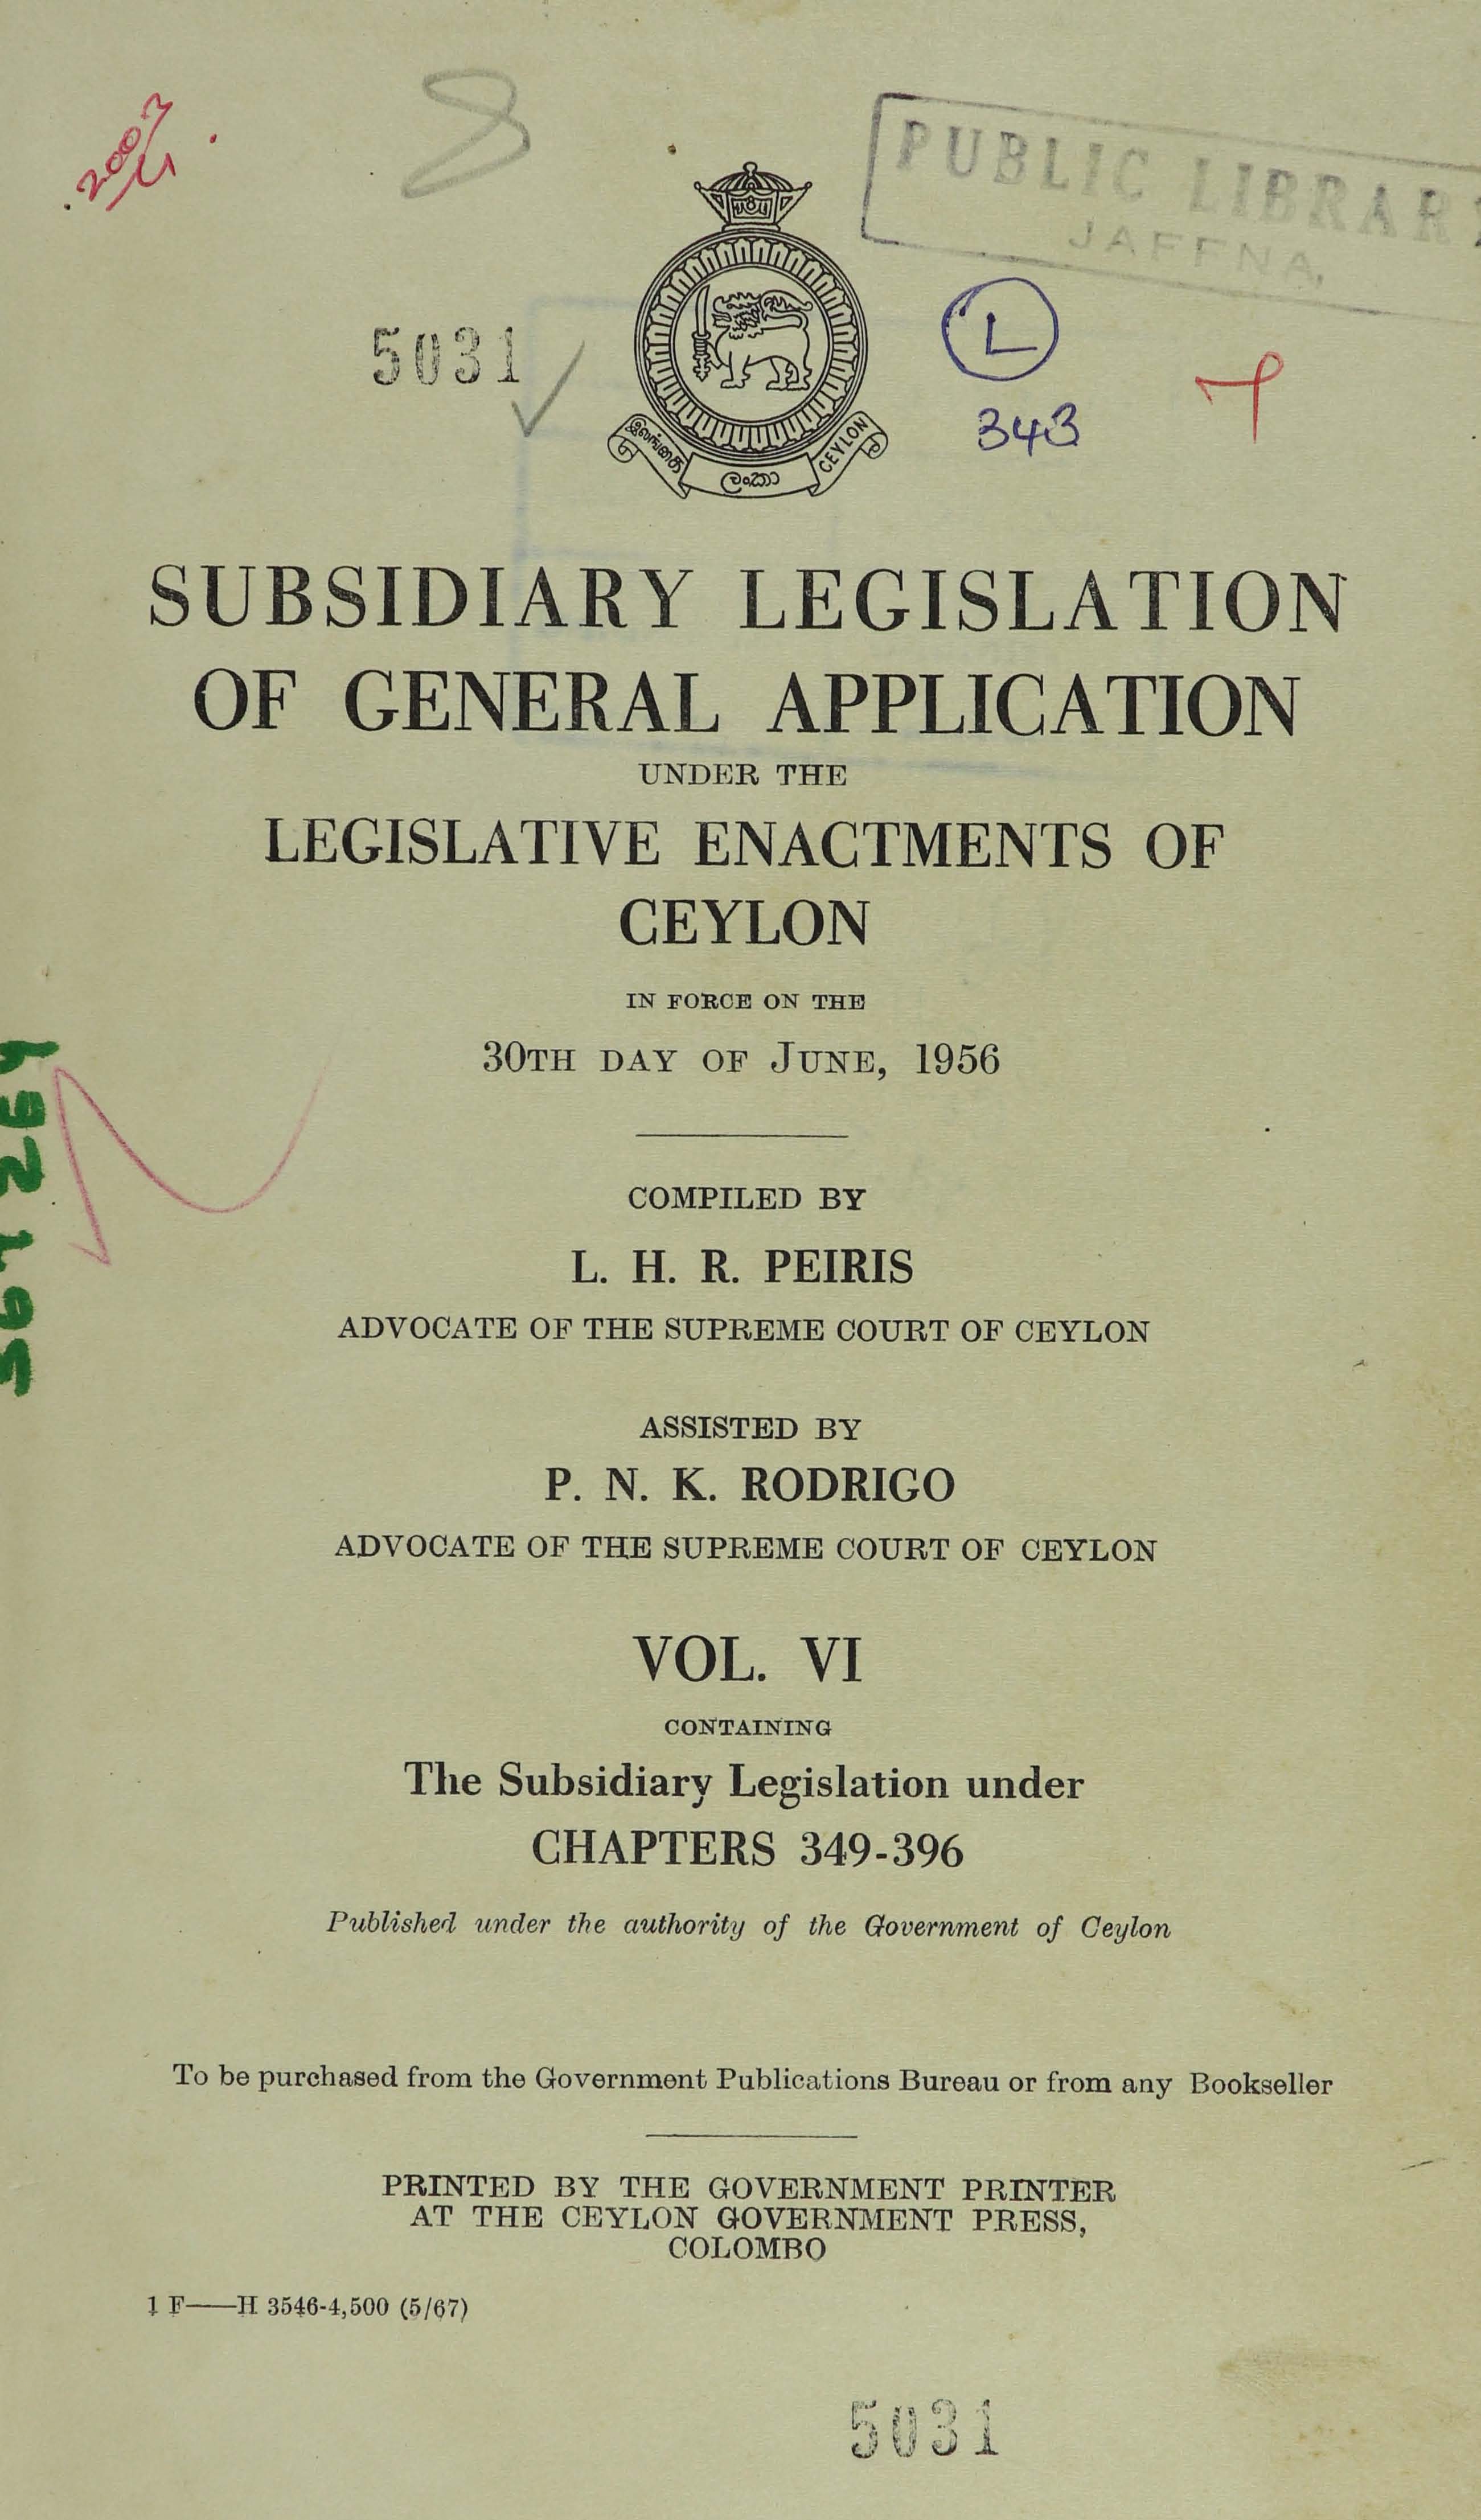 2007
8
PUBLIC LIBRARY
JAFFNA.
5031
L
343
இலங்கை
ලංකා
CEYLON
SUBSIDIARY LEGISLATION
OF GENERAL APPLICATION
UNDER THE
LEGISLATIVE ENACTMENTS OF
CEYLON
IN FORCE ON THE
30TH DAY OF JUNE, 1956
COMPILED BY
L. H. R. PEIRIS
ADVOCATE OF THE SUPREME COURT OF CEYLON
ASSISTED BY
P. N. K. RODRIGO
ADVOCATE OF THE SUPREME COURT OF CEYLON
VOL. VI
CONTAINING
The Subsidiary Legislation under
CHAPTERS 349-396
Published under the authority of the Government of Ceylon
To be purchased from the Government Publications Bureau or from any Bookseller
PRINTED BY THE GOVERNMENT PRINTER
AT THE CEYLON GOVERNMENT PRESS,
COLOMBO
1 F——H 3546-4,500 (5/67)
5031